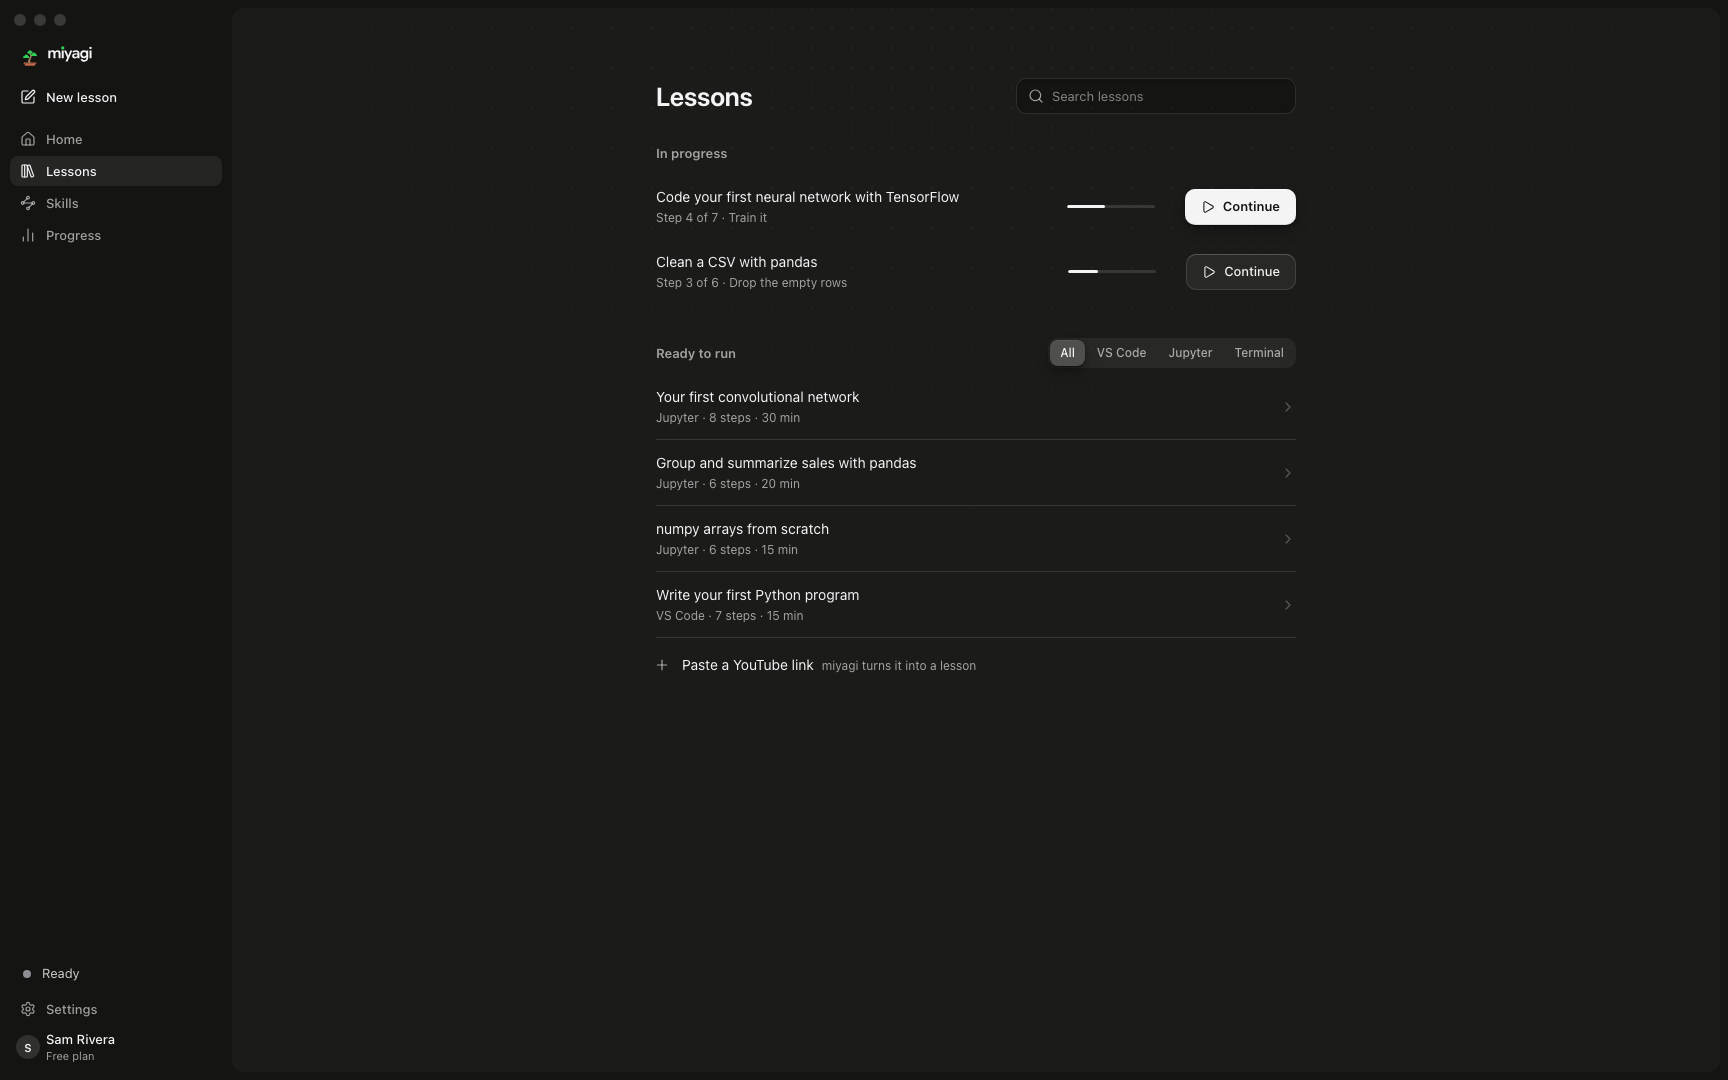 miyagi
New lesson
Home
Lessons
Skills
Progress
Ready
Settings
S
Sam Rivera
Free plan
Lessons
Search lessons
In progress
Code your first neural network with TensorFlow
Step 4 of 7 · Train it
Continue
Clean a CSV with pandas
Step 3 of 6 · Drop the empty rows
Continue
Ready to run
All VS Code Jupyter Terminal
Your first convolutional network
Jupyter · 8 steps · 30 min
Group and summarize sales with pandas
Jupyter · 6 steps · 20 min
numpy arrays from scratch
Jupyter · 6 steps · 15 min
Write your first Python program
VS Code · 7 steps · 15 min
Paste a YouTube link miyagi turns it into a lesson